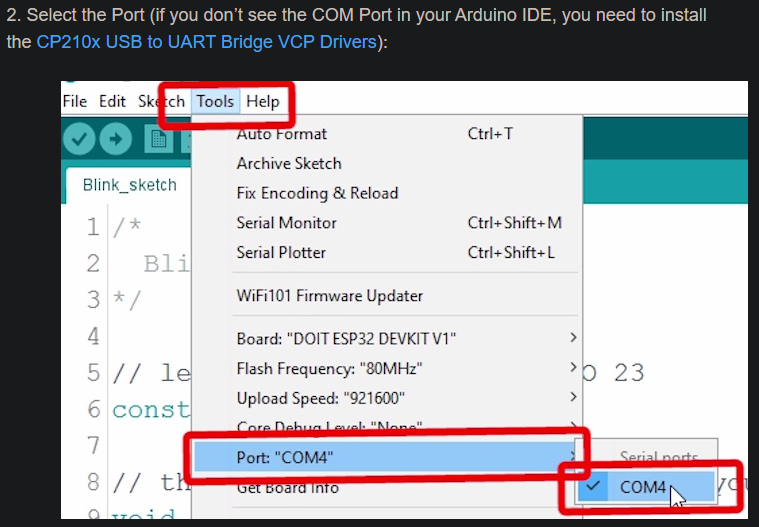 2. Select the Port (if you don’t see the COM Port in your Arduino IDE, you need to install
the CP210x USB to UART Bridge VCP Drivers):
File Edit Sketch Tools Help
Auto Format Ctrl+T
Archive Sketch
Blink_sketch
Fix Encoding & Reload
1 /*
Serial Monitor Ctrl+Shift+M
Serial Plotter Ctrl+Shift+L
2 Bli
WiFi101 Firmware Updater
3 */
4
Board: "DOIT ESP32 DEVKIT V1"
Flash Frequency: "80MHz"
5 // le 23
Upload Speed: "921600"
6 const
Core Debug Level: "None"
7
Port: "COM4" Serial ports
8 // th
Get Board Info COM4
9 void